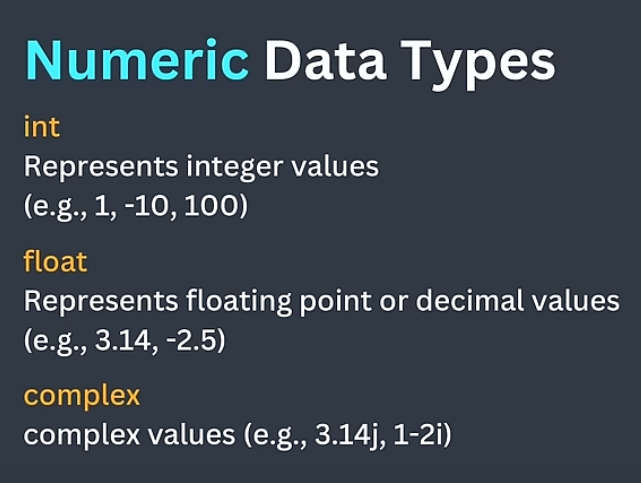 Numeric Data Types
int
Represents integer values
(e.g., 1, -10, 100)
float
Represents floating point or decimal values
(e.g., 3.14, -2.5)
complex
complex values (e.g., 3.14j, 1-2i)